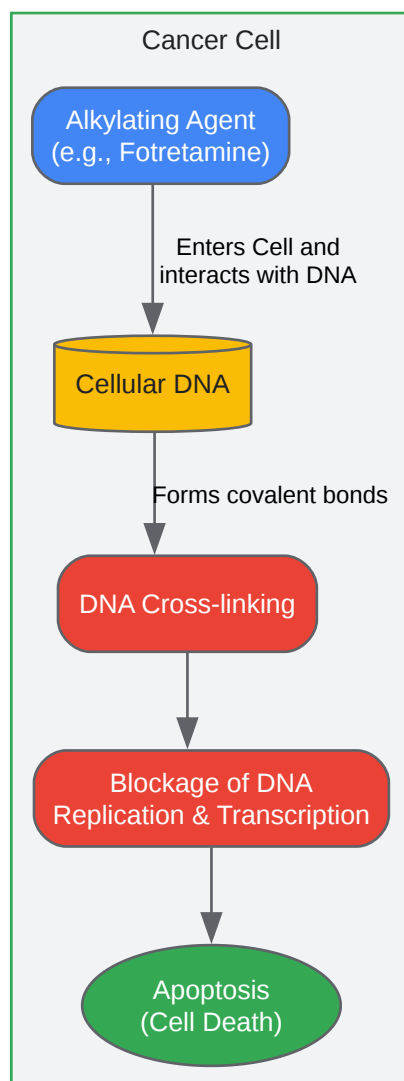 Cancer Cell
Alkylating Agent
(e.g., Fotretamine)
Enters Cell and
interacts with DNA
Cellular DNA
Forms covalent bonds
DNA Cross-linking
Blockage of DNA
Replication & Transcription
Apoptosis
(Cell Death)